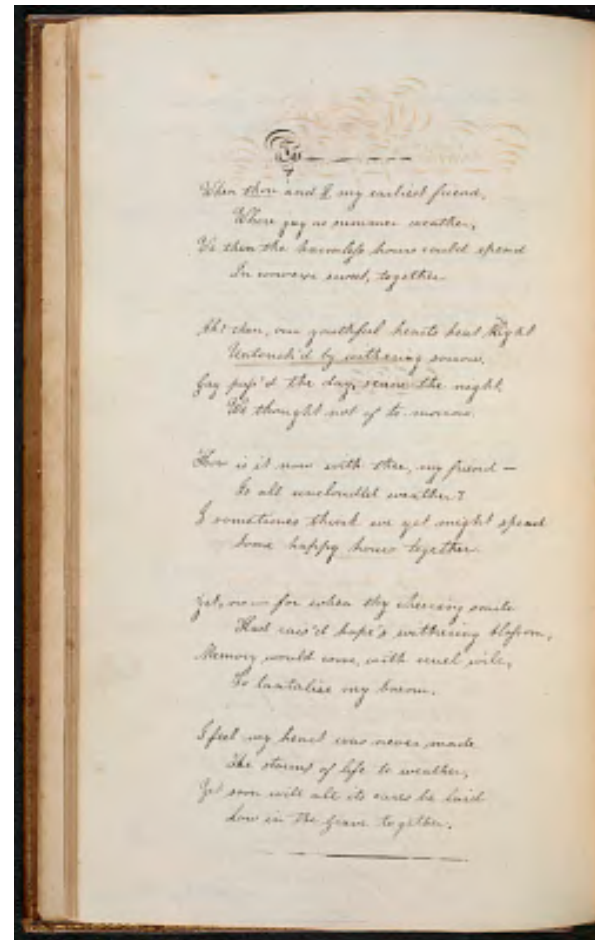 To
When thou and I my earliest friend,
Where gay as summer weather,
We then the harmless hours could spend
In converse sweet, together
Ah! then, our youthful hearts beat light
Untouch'd by withering sorrow,
Gay pass'd the day, serene the night,
We thought not of to-morrow.
How is it now with thee, my friend —
Is all unclouded weather?
I sometimes think we yet might spend
Some happy hours together.
Yet, no — for when thy cheering smile
Had rais'd hope's withering blossom,
Memory would come, with cruel wile,
To tantalise my bosom.
I feel my heart was never made
The storms of life to weather,
Yet soon will all its cares be laid
Low in the grave together.